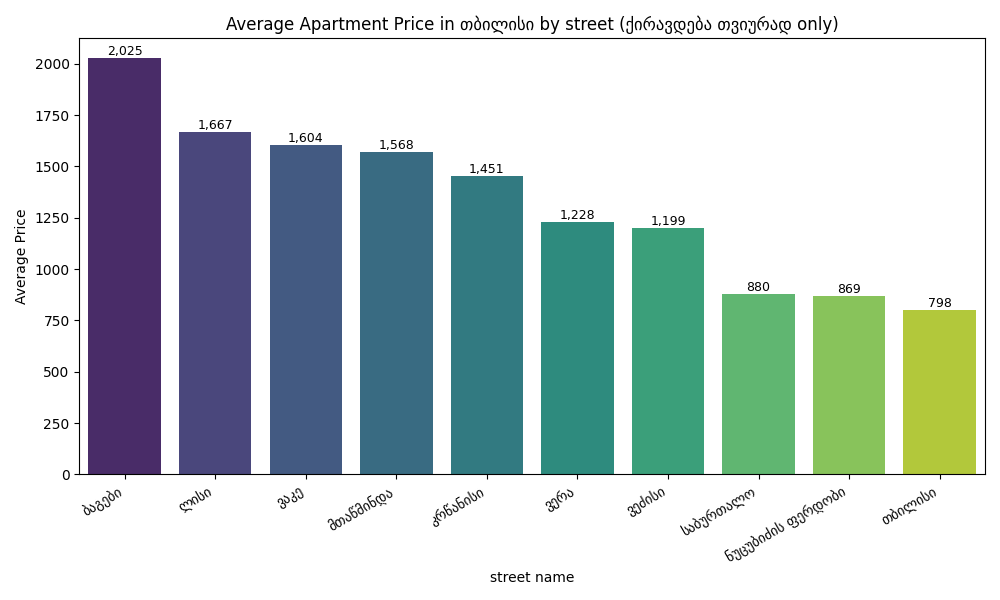 Average Apartment Price in თბილისი by street (ქირავდება თვიურად only)
2,025
1,667
1,604
1,568
1,451
1,228
1,199
880
869
798
Average Price
2000
1750
1500
1250
1000
750
500
250
0
ბაგები
ლისი
ვაკე
მთაწმინდა
კრწანისი
ვერა
ვეძისი
საბურთალო
ნუცუბიძის ფერდობი
თბილისი
street name